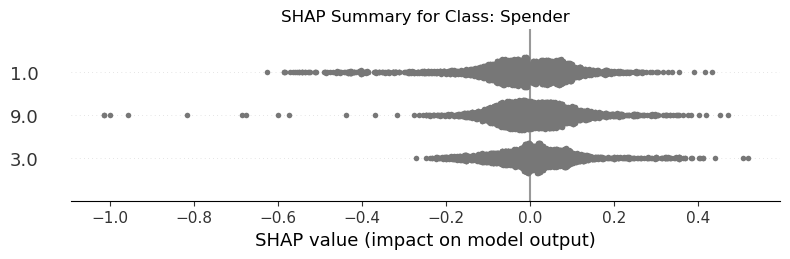 SHAP Summary for Class: Spender
1.0
9.0
3.0
−1.0 −0.8 −0.6 −0.4 −0.2 0.0 0.2 0.4
SHAP value (impact on model output)